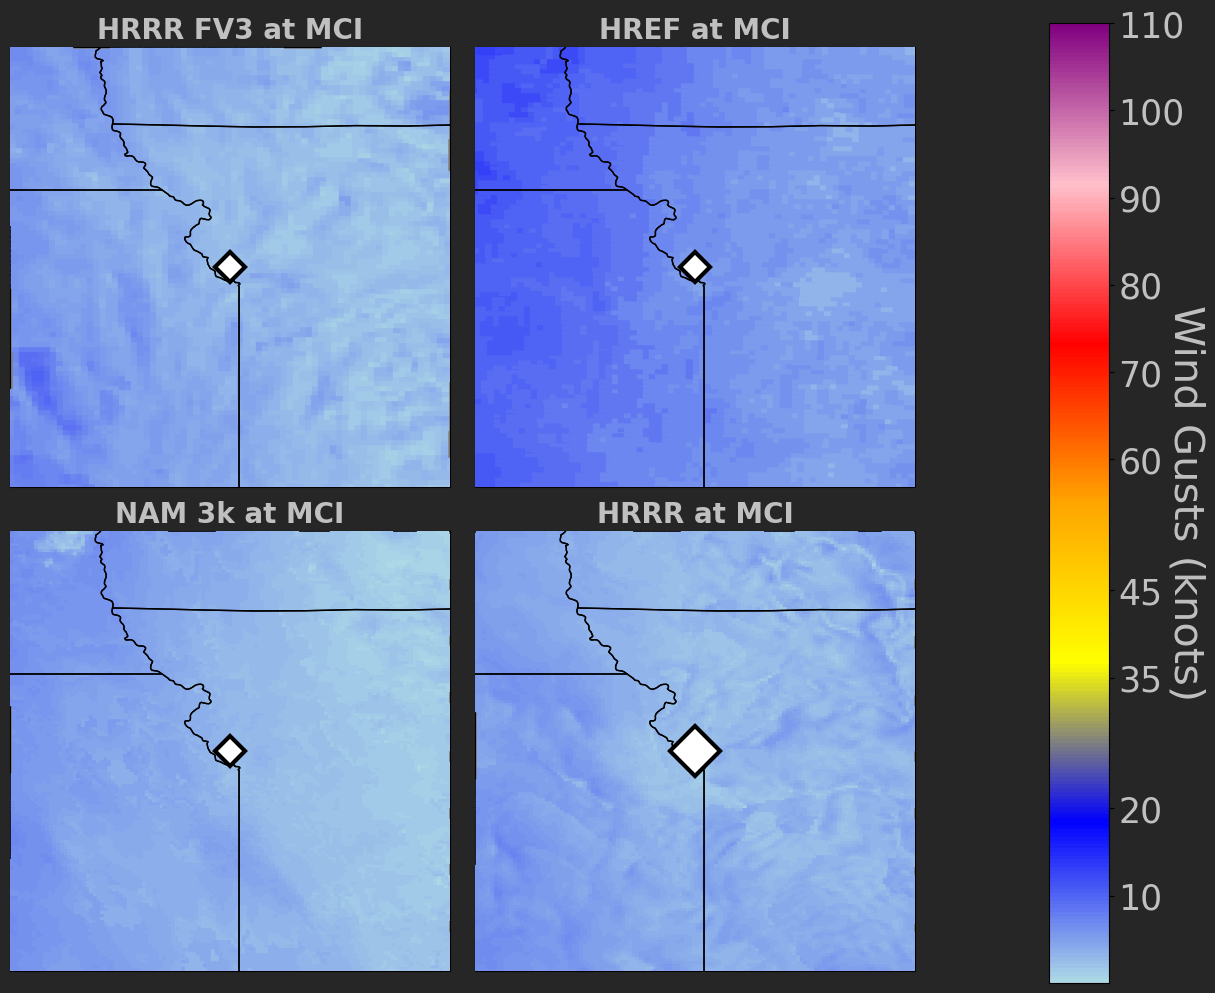 HRRR FV3 at MCI
HREF at MCI
NAM 3k at MCI
HRRR at MCI
110
100
90
80
70
60
45
35
20
10
Wind Gusts (knots)